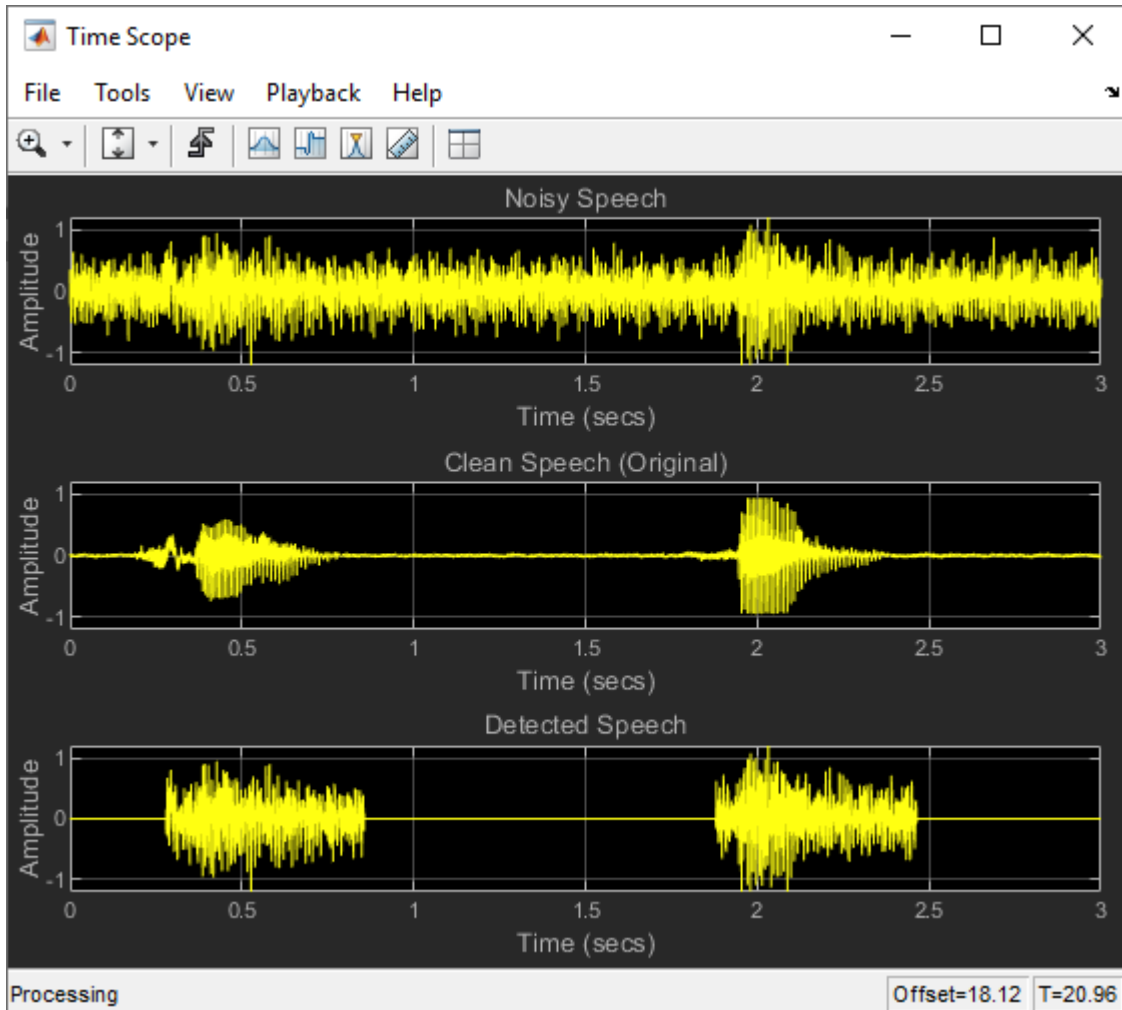 Time Scope
File Tools View Playback Help
Noisy Speech
Amplitude
1
0
-1
0 0.5 1 1.5 2 2.5 3
Time (secs)
Clean Speech (Original)
Amplitude
1
0
-1
0 0.5 1 1.5 2 2.5 3
Time (secs)
Detected Speech
Amplitude
1
0
-1
0 0.5 1 1.5 2 2.5 3
Time (secs)
Processing Offset=18.12 T=20.96